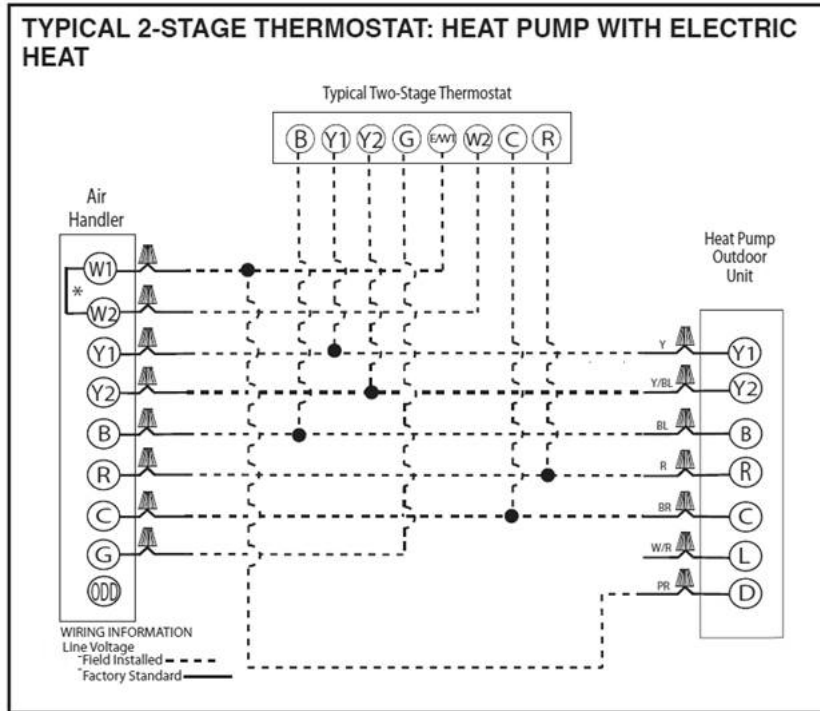 TYPICAL 2-STAGE THERMOSTAT: HEAT PUMP WITH ELECTRIC
HEAT
Typical Two-Stage Thermostat
B Y1 Y2 G E/W1 W2 C R
Air
Handler
W1
*
W2
Y1
Y2
B
R
C
G
ODD
Heat Pump
Outdoor
Unit
Y Y1
Y/BL Y2
BL B
R R
BR C
W/R L
PR D
WIRING INFORMATION
Line Voltage
-Field Installed
-Factory Standard